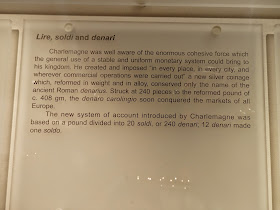 Lire, soldi and denari
Charlemagne was well aware of the enormous cohesive force which
the general use of a stable and uniform monetary system could bring to
his kingdom. He created and imposed "in every place, in every city, and
wherever commercial operations were carried out" a new silver coinage
which, reformed in weight and in alloy, conserved only the name of the
ancient Roman denarius. Struck at 240 pieces to the reformed pound of
c. 408 gm, the denaro carolingio soon conquered the markets of all
Europe.
The new system of account introduced by Charlemagne was
based on a pound divided into 20 soldi, or 240 denari; 12 denari made
one soldo.